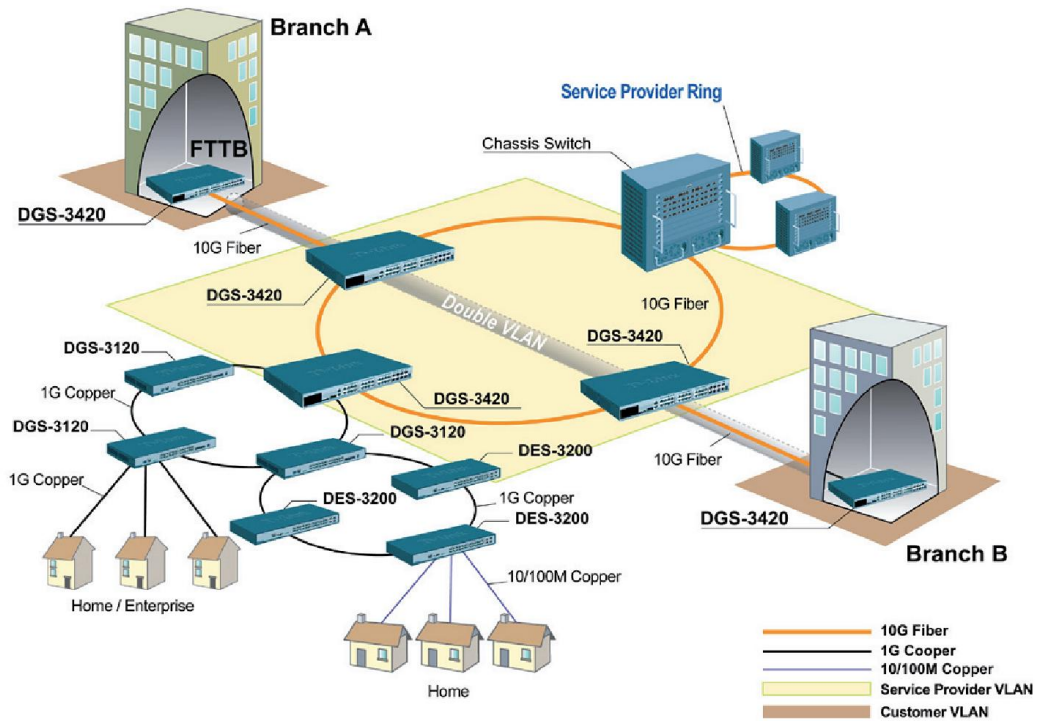 Branch A
FTTB
DGS-3420
10G Fiber
Service Provider Ring
Chassis Switch
DGS-3420
10G Fiber
Double VLAN
DGS-3420
DGS-3120
1G Copper
DGS-3120
1G Copper
DGS-3420
DGS-3120
DES-3200
DES-3200
1G Copper
DES-3200
10G Fiber
DGS-3420
Branch B
10/100M Copper
Home / Enterprise
Home
10G Fiber
1G Cooper
10/100M Copper
Service Provider VLAN
Customer VLAN